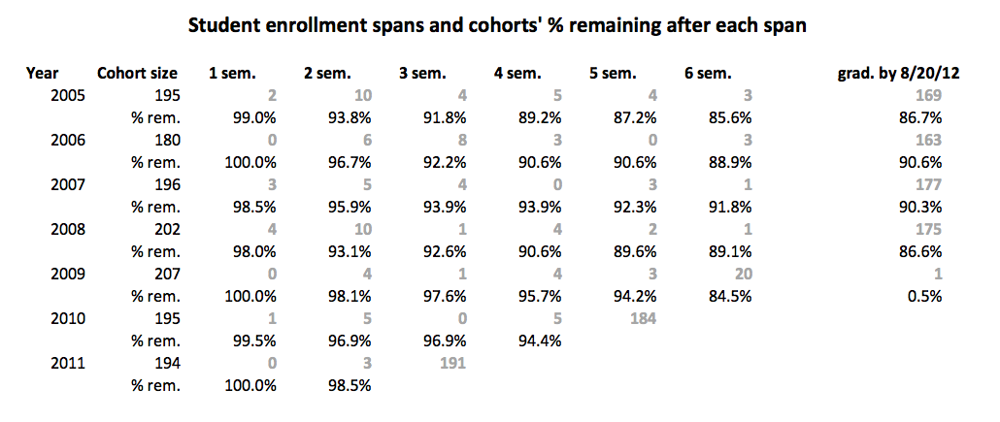 Student enrollment spans and cohorts' % remaining after each span
Year Cohort size 1 sem. 2 sem. 3 sem. 4 sem. 5 sem. 6 sem. grad. by 8/20/12
2005 195 2 10 4 5 4 3 169
% rem. 99.0% 93.8% 91.8% 89.2% 87.2% 85.6% 86.7%
2006 180 0 6 8 3 0 3 163
% rem. 100.0% 96.7% 92.2% 90.6% 90.6% 88.9% 90.6%
2007 196 3 5 4 0 3 1 177
% rem. 98.5% 95.9% 93.9% 93.9% 92.3% 91.8% 90.3%
2008 202 4 10 1 4 2 1 175
% rem. 98.0% 93.1% 92.6% 90.6% 89.6% 89.1% 86.6%
2009 207 0 4 1 4 3 20 1
% rem. 100.0% 98.1% 97.6% 95.7% 94.2% 84.5% 0.5%
2010 195 1 5 0 5 184
% rem. 99.5% 96.9% 96.9% 94.4%
2011 194 0 3 191
% rem. 100.0% 98.5%